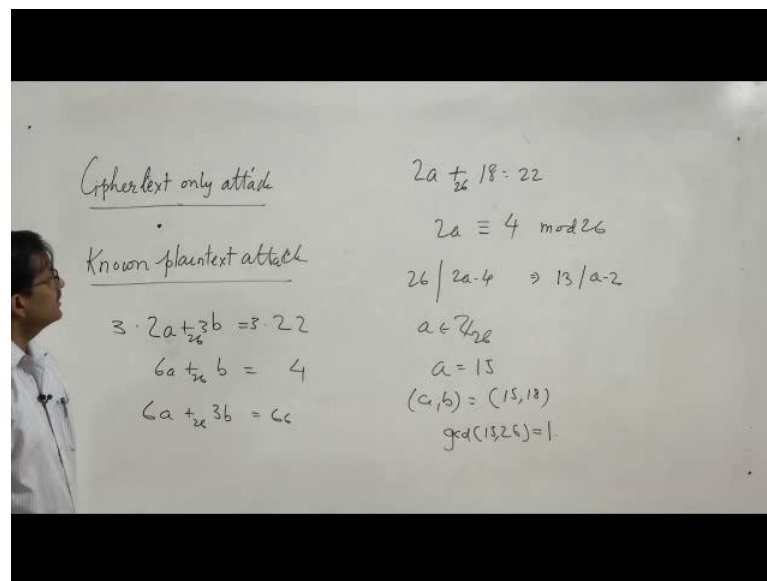 Ciphertext only attack
Known plaintext attack
3 · 2a +₂₆ 3b = 3 · 22
6a +₂₆ b = 4
6a +₂₆ 3b = 66
2a +₂₆ 18 = 22
2a ≡ 4 mod 26
26 | 2a-4 ⇒ 13 / a-2
a ∈ ℤ₂₆
a = 15
(a,b) = (15,18)
gcd(15,26)=1.